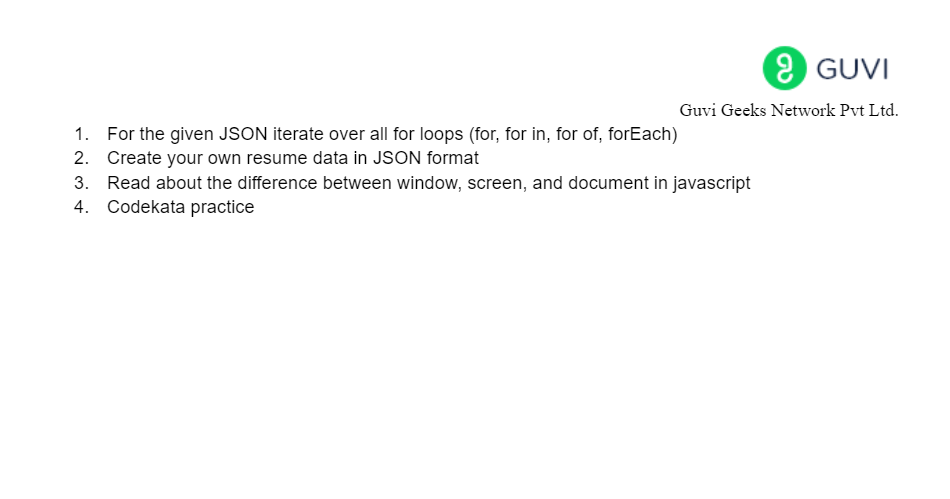 GUVI
Guvi Geeks Network Pvt Ltd.
1. For the given JSON iterate over all for loops (for, for in, for of, forEach)
2. Create your own resume data in JSON format
3. Read about the difference between window, screen, and document in javascript
4. Codekata practice